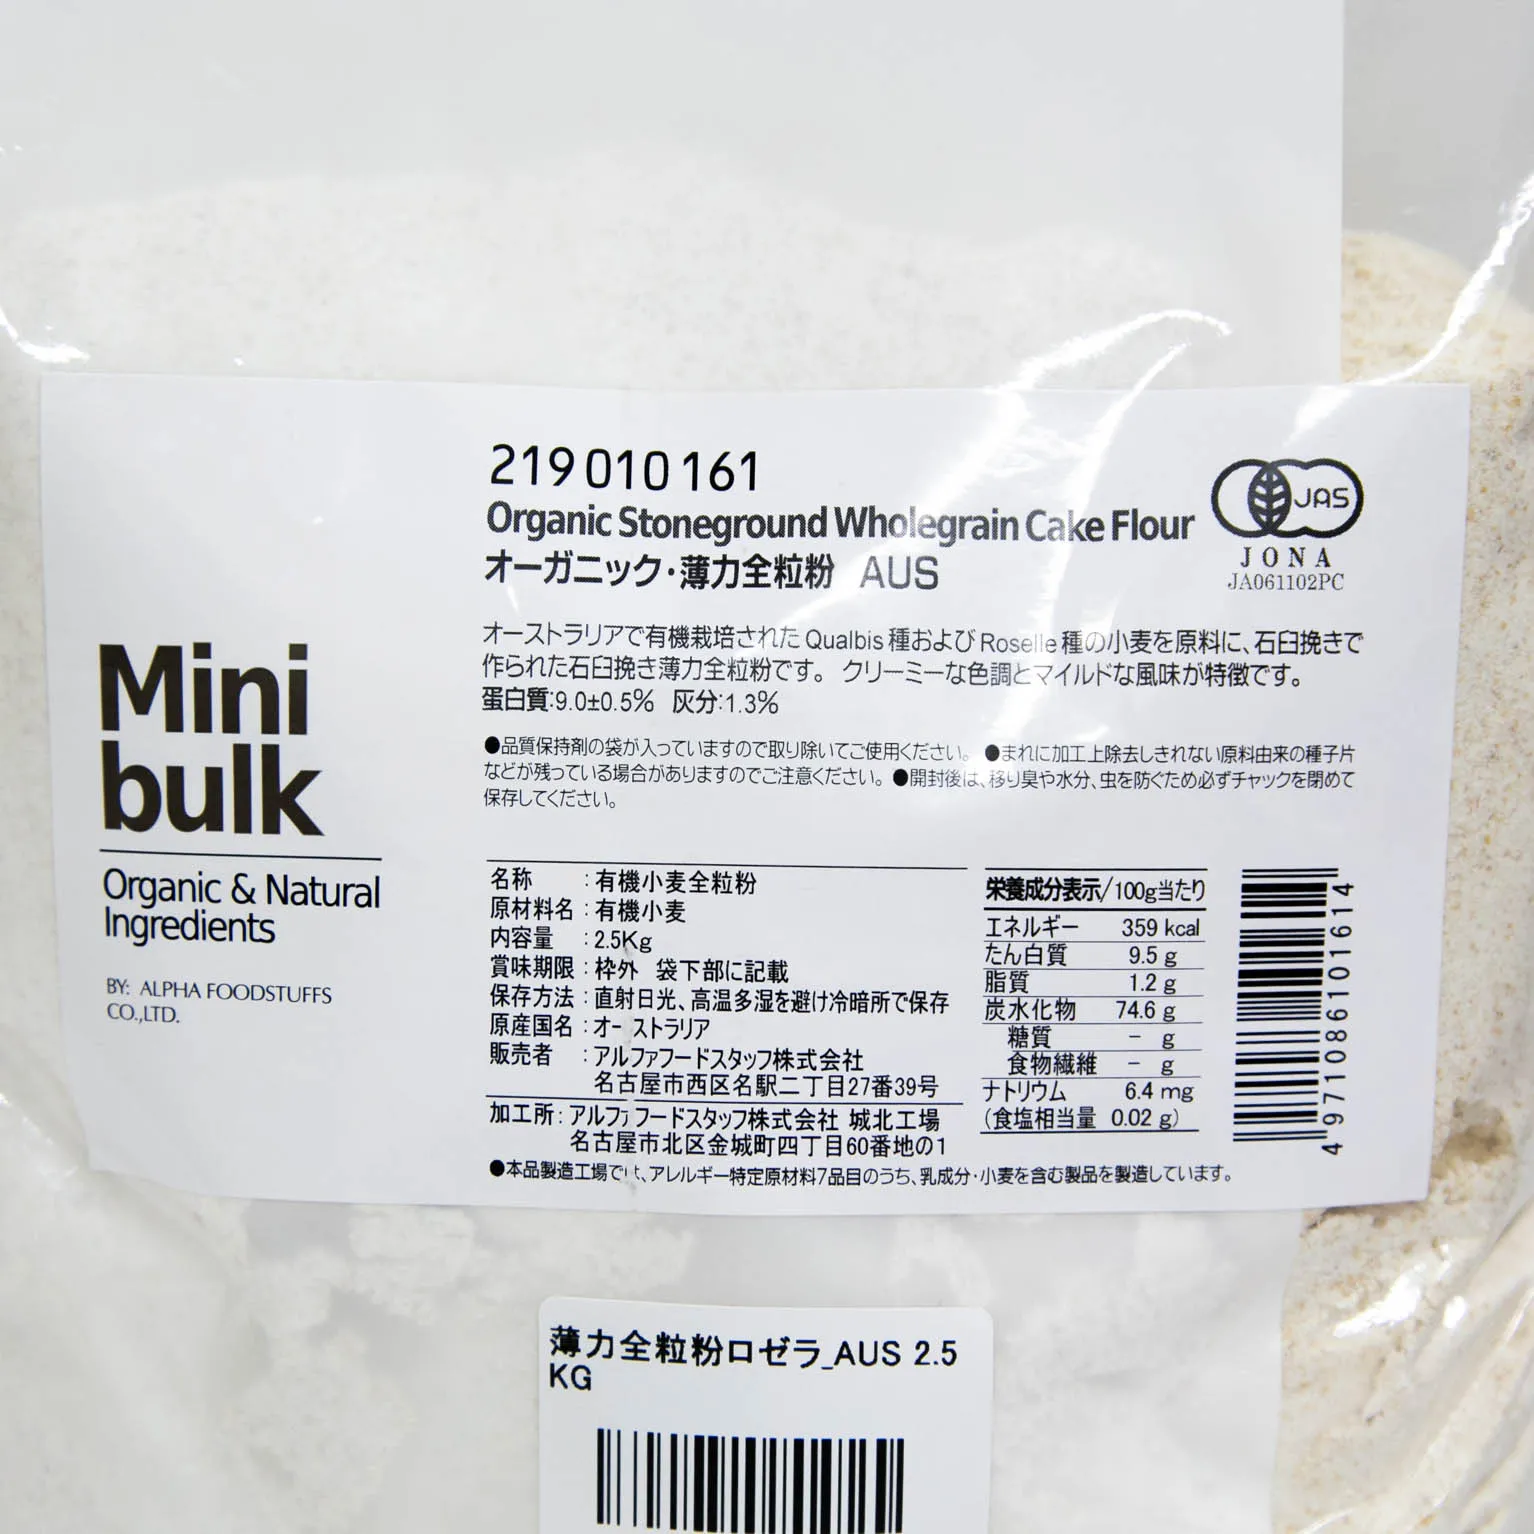 219010161
Organic Stoneground Wholegrain Cake Flour
オーガニック・薄力全粒粉 AUS
JAS
JONA
JA061102PC
オーストラリアで有機栽培されたQualbis種およびRoselle種の小麦を原料に、石臼挽きで
作られた石臼挽き薄力全粒粉です。 クリーミーな色調とマイルドな風味が特徴です。
蛋白質:9.0±0.5% 灰分:1.3%
●品質保持剤の袋が入っていますので取り除いてご使用ください。 ●まれに加工上除去しきれない原料由来の種子片
などが残っている場合がありますのでご注意ください。●開封後は、移り臭や水分、虫を防ぐため必ずチャックを閉めて
保存してください。
Mini
bulk
Organic & Natural
Ingredients
BY: ALPHA FOODSTUFFS
CO.,LTD.
名称 :有機小麦全粒粉
原材料名:有機小麦
内容量 :2.5Kg
賞味期限:枠外 袋下部に記載
保存方法:直射日光、高温多湿を避け冷暗所で保存
原産国名:オーストラリア
販売者 :アルファフードスタッフ株式会社
名古屋市西区名駅二丁目27番39号
加工所:アルファフードスタッフ株式会社 城北工場
名古屋市北区金城町四丁目60番地の1
●本品製造工場では、アレルギー特定原材料7品目のうち、乳成分・小麦を含む製品を製造しています。
栄養成分表示/100g当たり
エネルギー 359 kcal
たん白質 9.5 g
脂質 1.2 g
炭水化物 74.6 g
糖質 - g
食物繊維 - g
ナトリウム 6.4 mg
(食塩相当量 0.02 g)
4971086101614
薄力全粒粉ロゼラ_AUS 2.5
KG